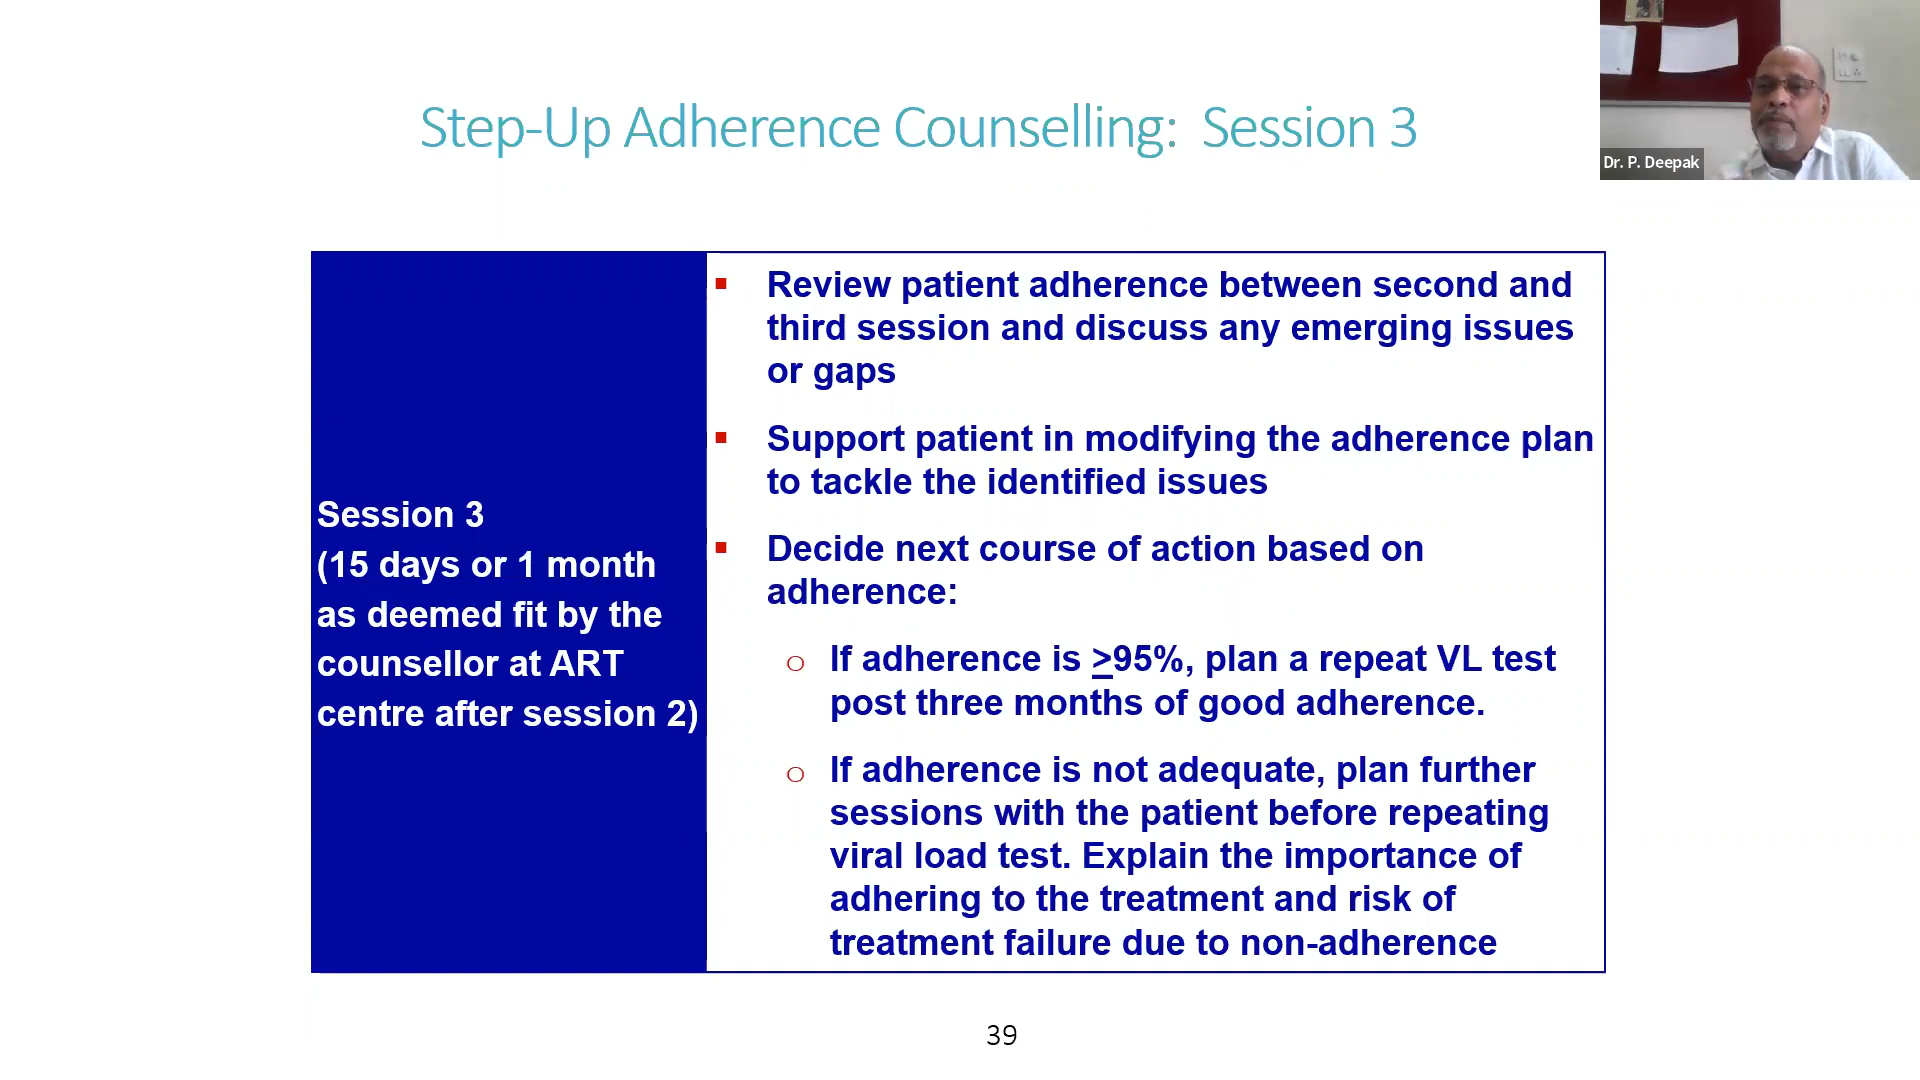 Step-Up Adherence Counselling: Session 3
Dr. P. Deepak
Session 3
(15 days or 1 month
as deemed fit by the
counsellor at ART
centre after session 2)
▪ Review patient adherence between second and
third session and discuss any emerging issues
or gaps
▪ Support patient in modifying the adherence plan
to tackle the identified issues
▪ Decide next course of action based on
adherence:
o If adherence is >95%, plan a repeat VL test
post three months of good adherence.
o If adherence is not adequate, plan further
sessions with the patient before repeating
viral load test. Explain the importance of
adhering to the treatment and risk of
treatment failure due to non-adherence
39